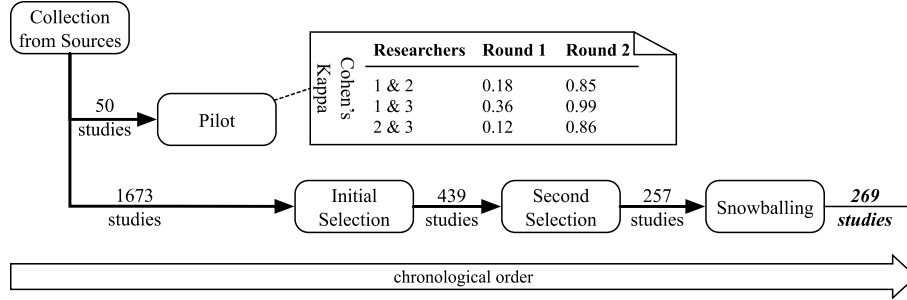 Collection
from Sources
50
studies
Pilot
Cohen's
Kappa
Researchers Round 1 Round 2
1 & 2 0.18 0.85
1 & 3 0.36 0.99
2 & 3 0.12 0.86
1673
studies
Initial
Selection
439
studies
Second
Selection
257
studies
Snowballing
269
studies
chronological order